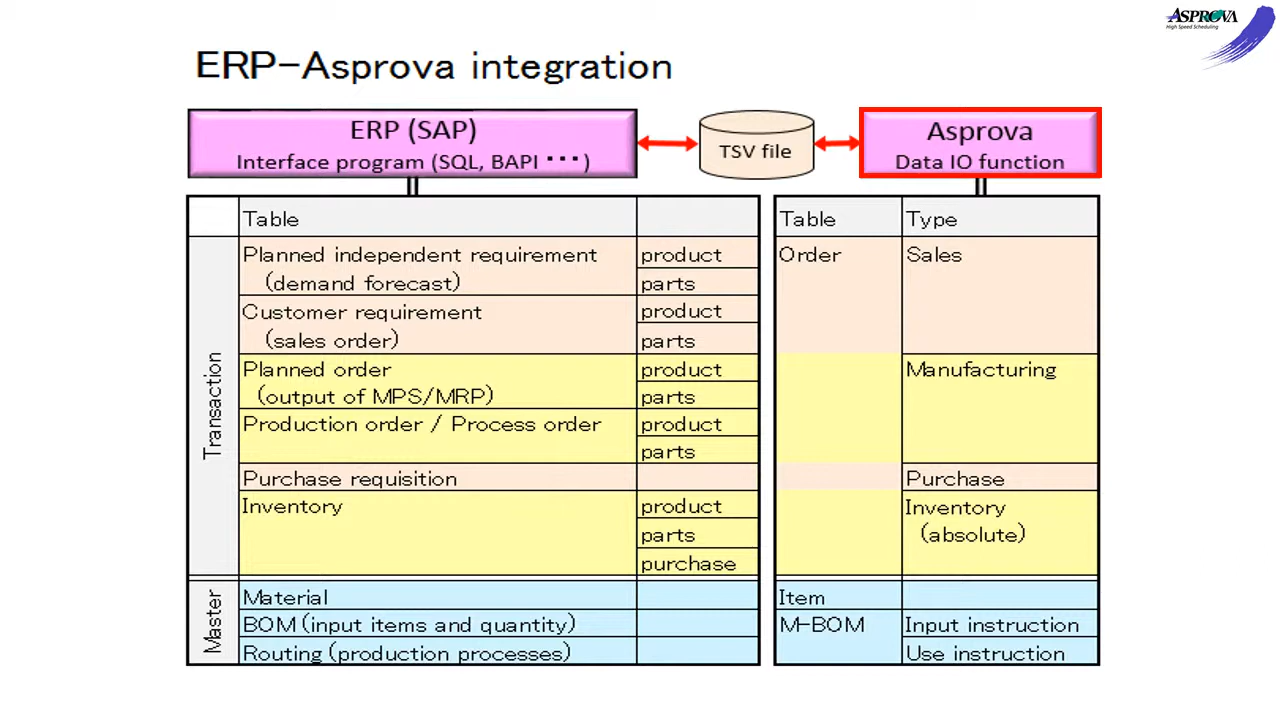 ASPROVA
High Speed Scheduling
ERP-Asprova integration
ERP (SAP)
Interface program (SQL, BAPI ･･･)
TSV file
Asprova
Data IO function
Table
Table
Type
Transaction
Planned independent requirement
(demand forecast)
product
parts
Order
Sales
Customer requirement
(sales order)
product
parts
Planned order
(output of MPS/MRP)
product
parts
Manufacturing
Production order / Process order
product
parts
Purchase requisition
Purchase
Inventory
product
parts
purchase
Inventory
(absolute)
Master
Material
Item
BOM (input items and quantity)
M-BOM
Input instruction
Routing (production processes)
Use instruction